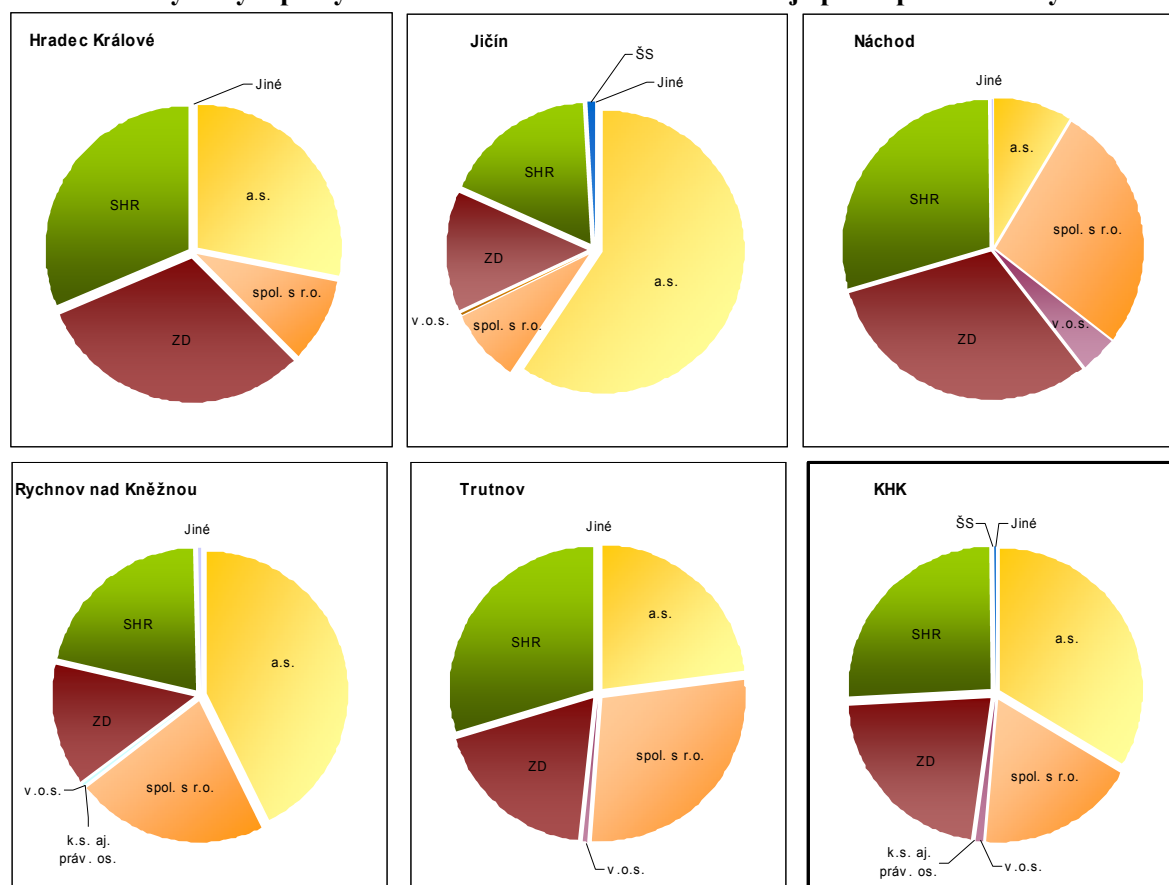 Hradec Králové
Jiné
a.s.
spol. s r.o.
ZD
SHR
Jičín
ŠS
Jiné
SHR
ZD
a.s.
v.o.s.
spol. s r.o.
Náchod
Jiné
a.s.
SHR
spol. s r.o.
v.o.s.
ZD
Rychnov nad Kněžnou
Jiné
SHR
a.s.
ZD
v.o.s.
spol. s r.o.
k.s. aj.
práv. os.
Trutnov
Jiné
a.s.
SHR
spol. s r.o.
ZD
v.o.s.
KHK
ŠS
Jiné
a.s.
SHR
ZD
spol. s r.o.
k.s. aj.
práv. os.
v.o.s.